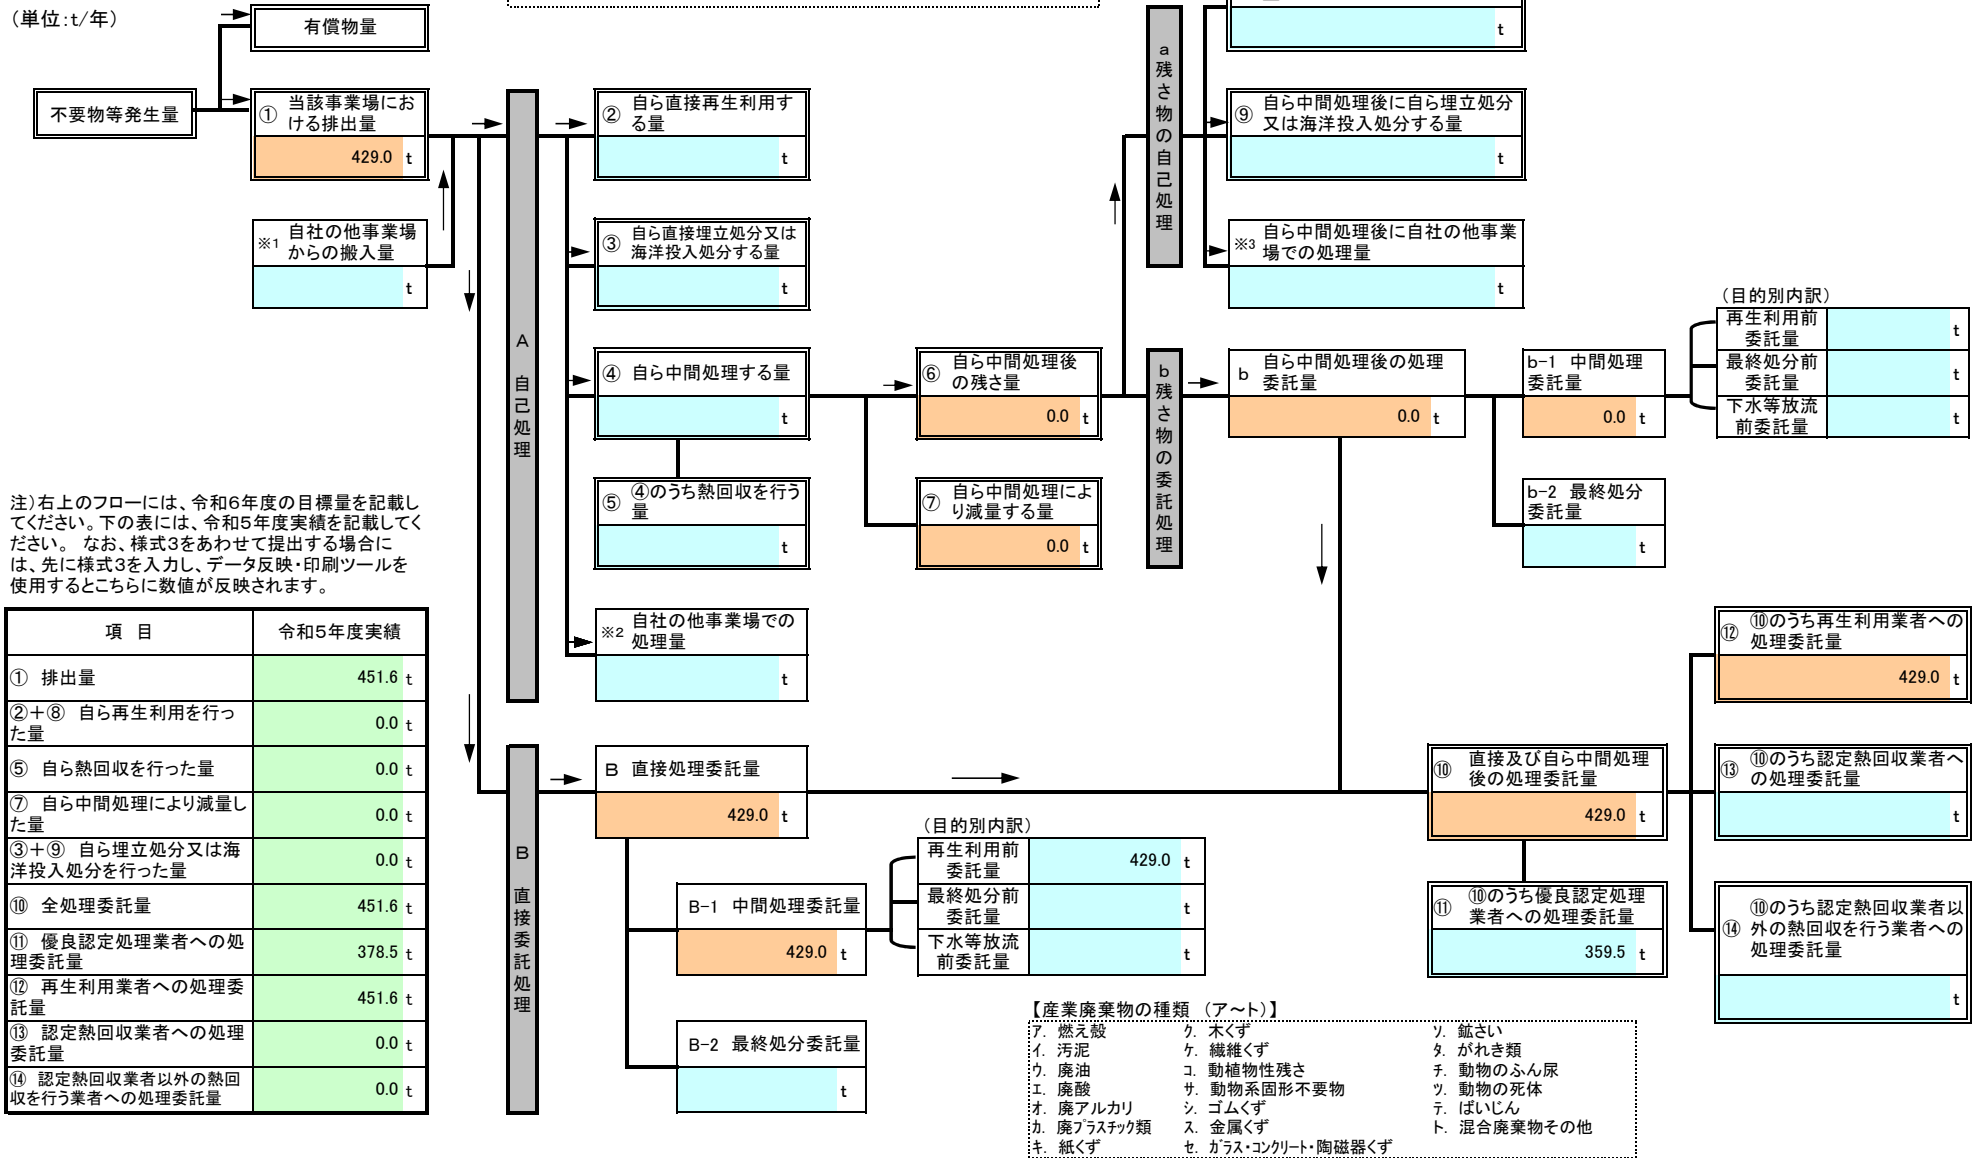 (単位:t/年)
有償物量
不要物等発生量
① 当該事業場にお
ける排出量
429.0 t
※1 自社の他事業場
からの搬入量
t
A 自己処理
② 自ら直接再生利用す
る量
t
③ 自ら直接埋立処分又は
海洋投入処分する量
t
④ 自ら中間処理する量
t
⑤ ④のうち熱回収を行う
量
t
※2 自社の他事業場での
処理量
t
⑥ 自ら中間処理後
の残さ量
0.0 t
⑦ 自ら中間処理によ
り減量する量
0.0 t
a 残さ物の自己処理
t
⑨ 自ら中間処理後に自ら埋立処分
又は海洋投入処分する量
t
※3 自ら中間処理後に自社の他事業
場での処理量
t
b 残さ物の委託処理
b 自ら中間処理後の処理
委託量
0.0 t
b-1 中間処理
委託量
0.0 t
(目的別内訳)
再生利用前
委託量
t
最終処分前
委託量
t
下水等放流
前委託量
t
b-2 最終処分
委託量
t
注)右上のフローには、令和6年度の目標量を記載し
てください。下の表には、令和5年度実績を記載してく
ださい。 なお、様式3をあわせて提出する場合に
は、先に様式3を入力し、データ反映・印刷ツールを
使用するとこちらに数値が反映されます。
項 目 令和5年度実績
① 排出量 451.6 t
②+⑧ 自ら再生利用を行っ
た量 0.0 t
⑤ 自ら熱回収を行った量 0.0 t
⑦ 自ら中間処理により減量し
た量 0.0 t
③+⑨ 自ら埋立処分又は海
洋投入処分を行った量 0.0 t
⑩ 全処理委託量 451.6 t
⑪ 優良認定処理業者への処
理委託量 378.5 t
⑫ 再生利用業者への処理委
託量 451.6 t
⑬ 認定熱回収業者への処理
委託量 0.0 t
⑭ 認定熱回収業者以外の熱回
収を行う業者への処理委託量 0.0 t
B 直接委託処理
B 直接処理委託量
429.0 t
B-1 中間処理委託量
429.0 t
(目的別内訳)
再生利用前
委託量
429.0 t
最終処分前
委託量
t
下水等放流
前委託量
t
B-2 最終処分委託量
t
⑩ 直接及び自ら中間処理
後の処理委託量
429.0 t
⑪ ⑩のうち優良認定処理
業者への処理委託量
359.5 t
⑫ ⑩のうち再生利用業者への
処理委託量
429.0 t
⑬ ⑩のうち認定熱回収業者へ
の処理委託量
t
⑭ ⑩のうち認定熱回収業者以
外の熱回収を行う業者への
処理委託量
t
【産業廃棄物の種類 (ア~ト)】
ア. 燃え殻 ク. 木くず ソ. 鉱さい
イ. 汚泥 ケ. 繊維くず タ. がれき類
ウ. 廃油 コ. 動植物性残さ チ. 動物のふん尿
エ. 廃酸 サ. 動物系固形不要物 ツ. 動物の死体
オ. 廃アルカリ シ. ゴムくず テ. ばいじん
カ. 廃プラスチック類 ス. 金属くず ト. 混合廃棄物その他
キ. 紙くず セ. ガラス・コンクリート・陶磁器くず